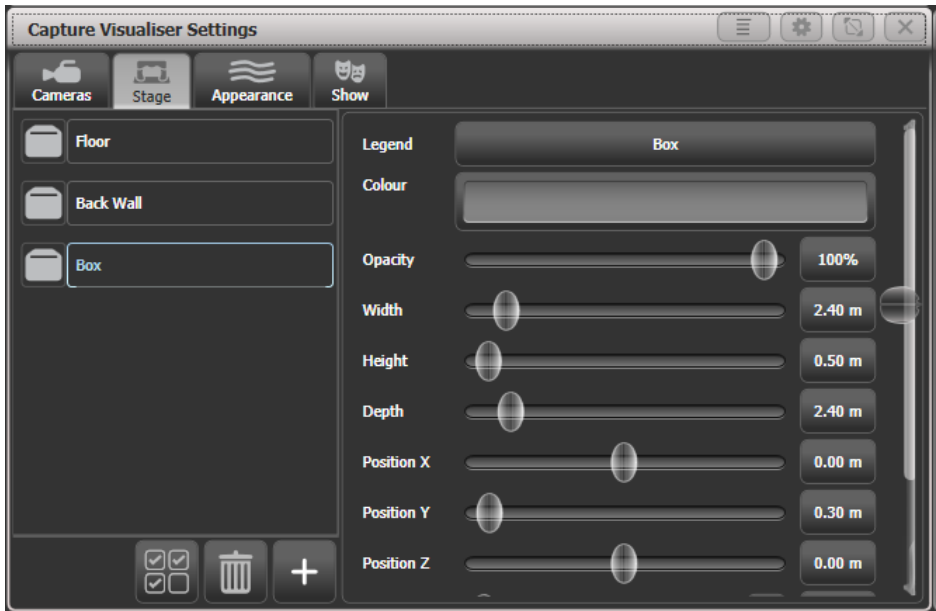 Capture Visualiser Settings
Cameras
Stage
Appearance
Show
Floor
Back Wall
Box
Legend
Box
Colour
Opacity
100%
Width
2.40 m
Height
0.50 m
Depth
2.40 m
Position X
0.00 m
Position Y
0.30 m
Position Z
0.00 m